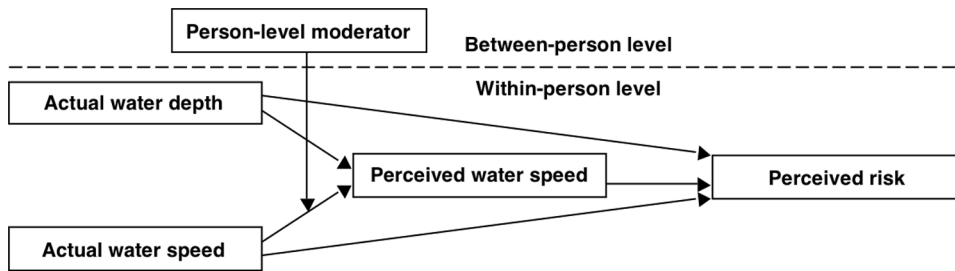 Person-level moderator
Between-person level
Within-person level
Actual water depth
Perceived water speed
Perceived risk
Actual water speed